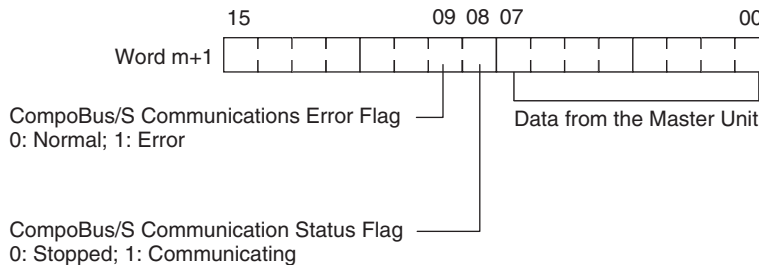 15 09 08 07 00
Word m+1
CompoBus/S Communications Error Flag
0: Normal; 1: Error
Data from the Master Unit
CompoBus/S Communication Status Flag
0: Stopped; 1: Communicating